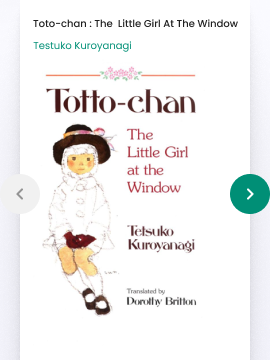 Toto-chan : The Little Girl At The Window
Testuko Kuroyanagi
Totto-chan
The
Little Girl
at the
Window
Tetsuko
Kuroyanagi
Translated by
Dorothy Britton